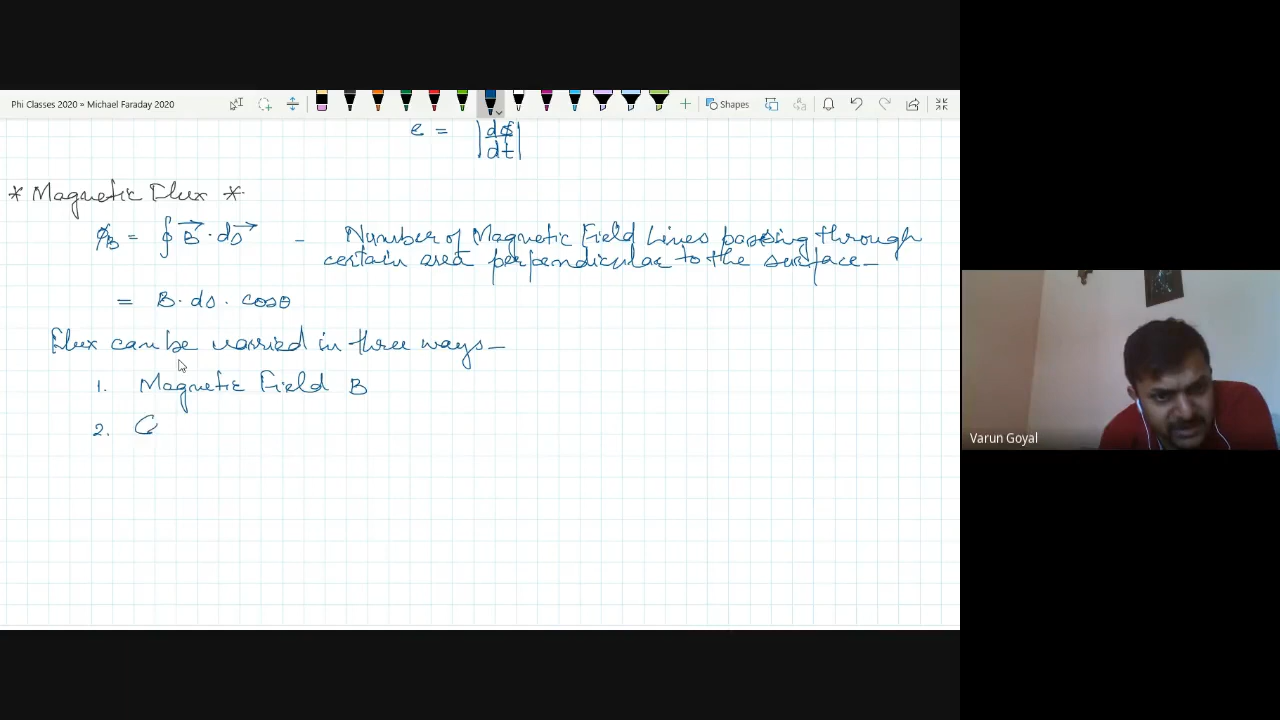 Phi Classes 2020 » Michael Faraday 2020
Shapes
e = |dφ/dt|
* Magnetic Flux *
φB = ∮ B⃗ · ds⃗ - Number of Magnetic Field Lines passing through
certain area perpendicular to the surface -
= B · ds · cosθ
Flux can be varried in three ways -
1. Magnetic Field B
2. C
Varun Goyal